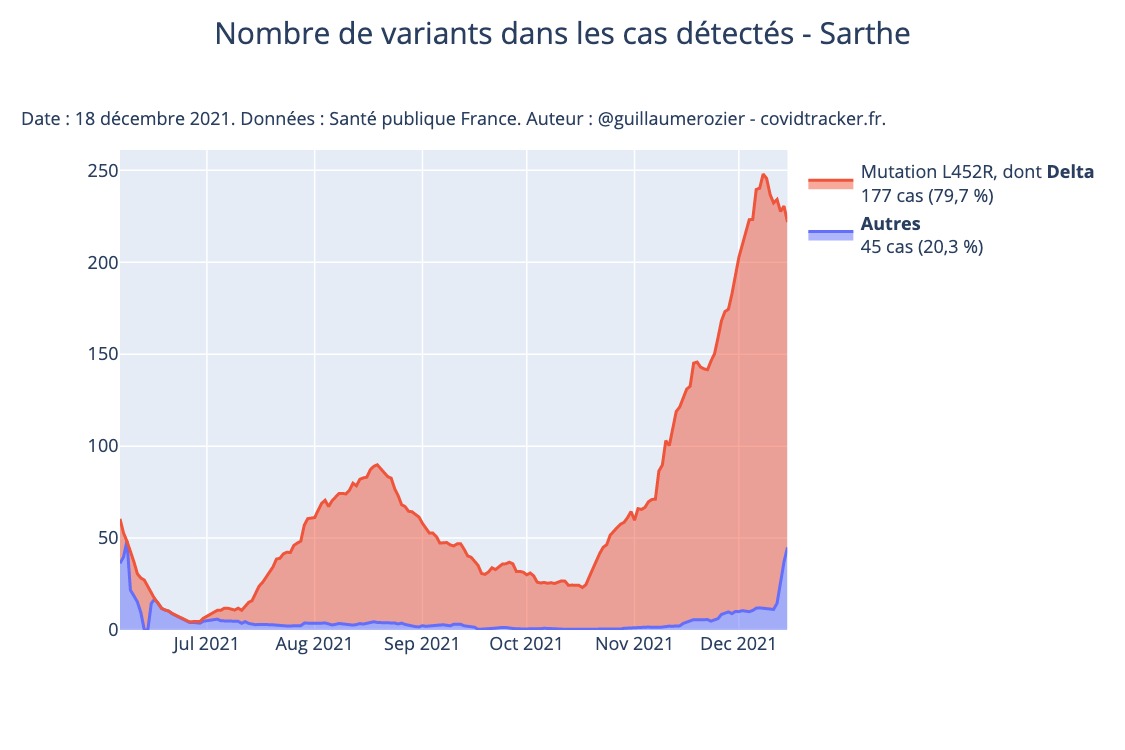 Nombre de variants dans les cas détectés - Sarthe
Date : 18 décembre 2021. Données : Santé publique France. Auteur : @guillaumerozier - covidtracker.fr.
250
200
150
100
50
0
Jul 2021
Aug 2021
Sep 2021
Oct 2021
Nov 2021
Dec 2021
Mutation L452R, dont Delta
177 cas (79,7 %)
Autres
45 cas (20,3 %)